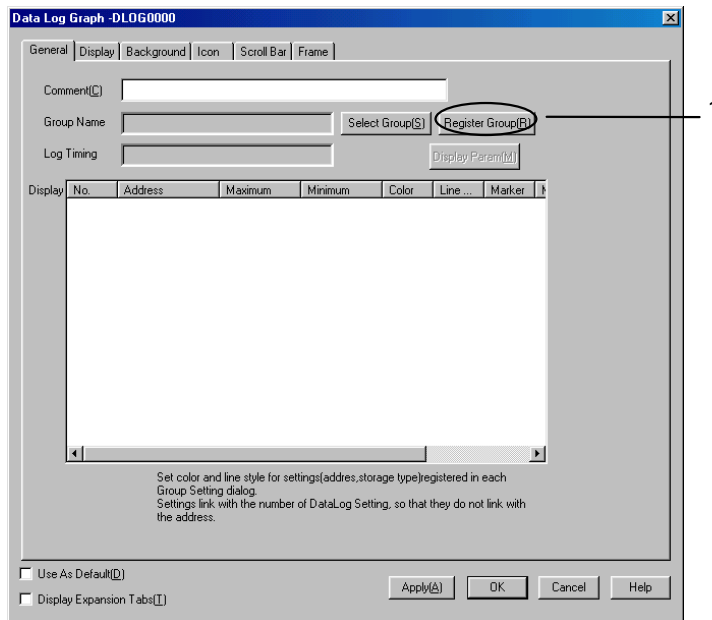 Data Log Graph -DLOG0000
General Display Background Icon Scroll Bar Frame
Comment(C)
Group Name Select Group(S) Register Group(R)
Log Timing Display Param(M)
Display No. Address Maximum Minimum Color Line ... Marker
Set color and line style for settings(addres,storage type)registered in each
Group Setting dialog.
Settings link with the number of DataLog Setting, so that they do not link with
the address.
Use As Default(D)
Display Expansion Tabs(T)
Apply(A) OK Cancel Help